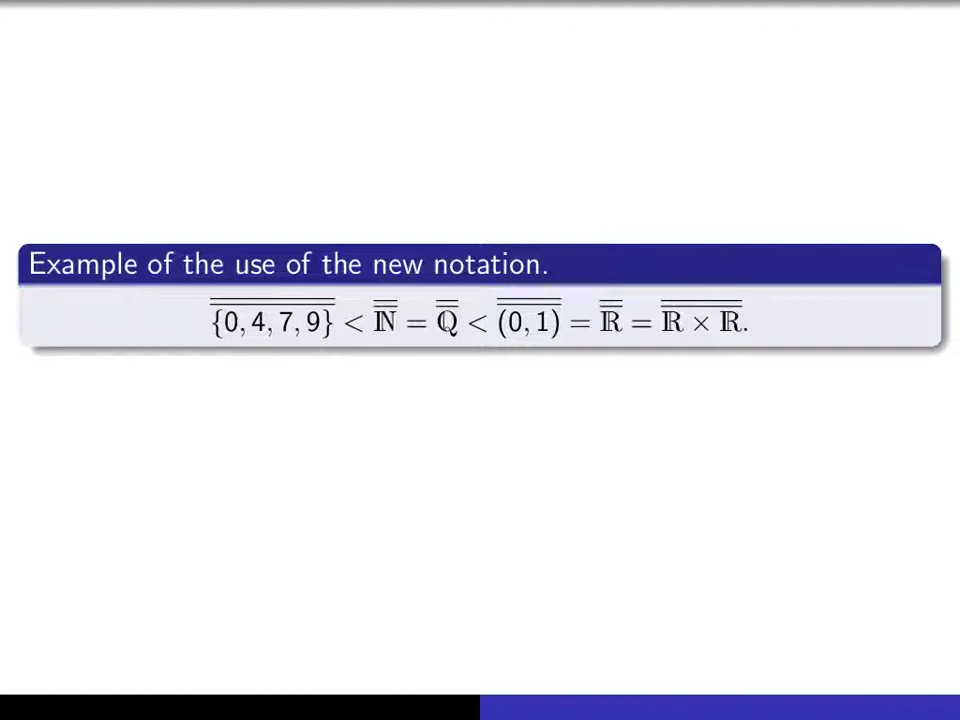 Example of the use of the new notation.
$\overline{\overline{\{0, 4, 7, 9\}}} < \overline{\overline{\mathbb{N}}} = \overline{\overline{\mathbb{Q}}} < \overline{\overline{(0, 1)}} = \overline{\overline{\mathbb{R}}} = \overline{\overline{\mathbb{R} \times \mathbb{R}}}.$